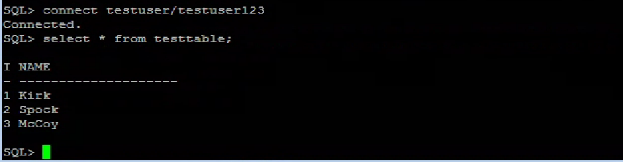 SQL> connect testuser/testuser123
Connected.
SQL> select * from testtable;
T NAME
- --------------------
1 Kirk
2 Spock
3 McCoy
SQL>